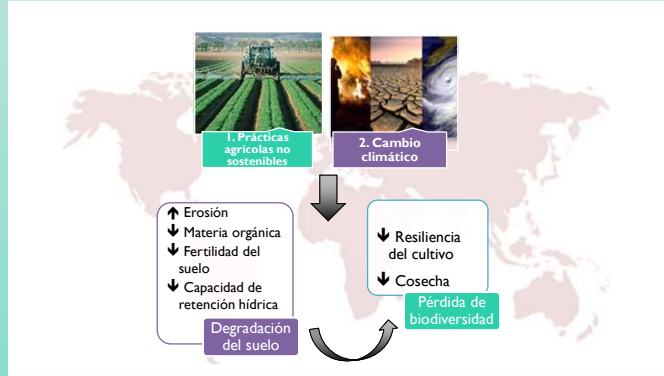 1. Prácticas
agrícolas no
sostenibles
2. Cambio
climático
↑ Erosión
↓ Materia orgánica
↓ Fertilidad del
suelo
↓ Capacidad de
retención hídrica
Degradación
del suelo
↓ Resiliencia
del cultivo
↓ Cosecha
Pérdida de
biodiversidad